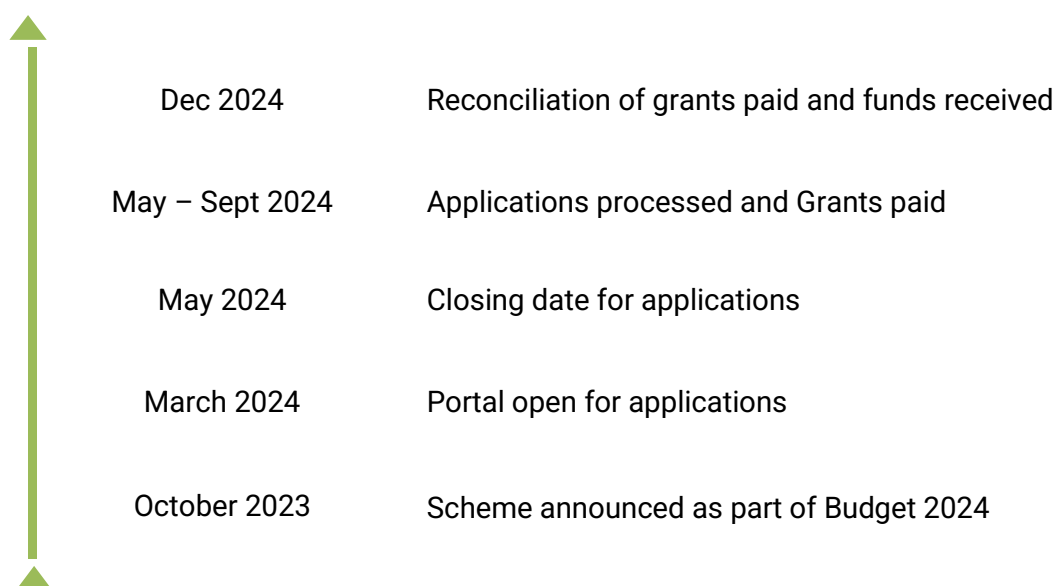 Dec 2024 Reconciliation of grants paid and funds received
May – Sept 2024 Applications processed and Grants paid
May 2024 Closing date for applications
March 2024 Portal open for applications
October 2023 Scheme announced as part of Budget 2024